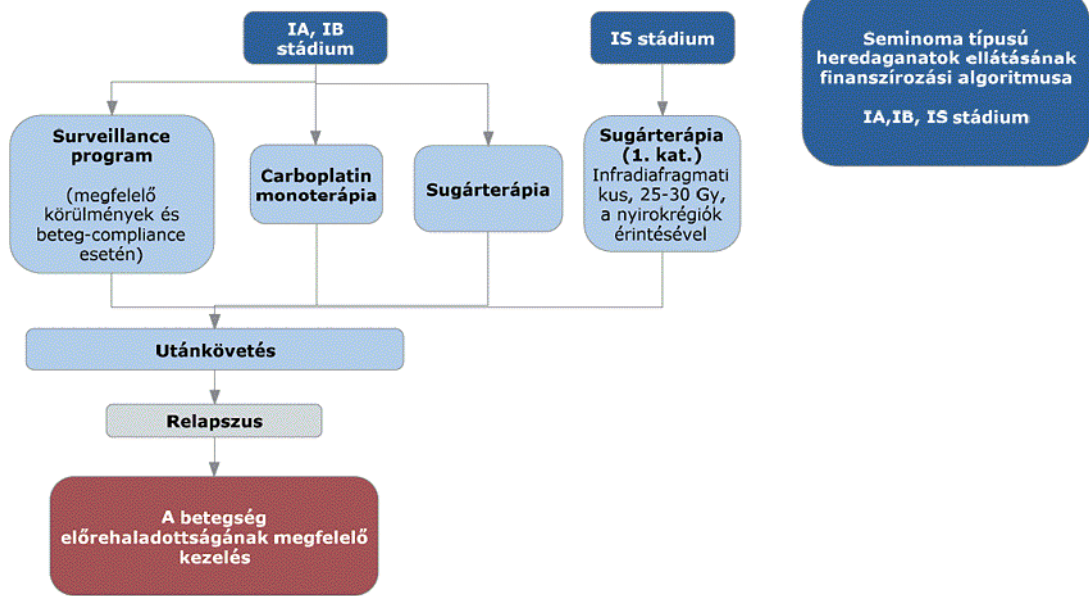 IA, IB
stádium
IS stádium
Seminoma típusú
heredaganatok ellátásának
finanszírozási algoritmusa
IA,IB, IS stádium
Surveillance
program
(megfelelő
körülmények és
beteg-compliance
esetén)
Carboplatin
monoterápia
Sugárterápia
Sugárterápia
(1. kat.)
Infradiafragmati
kus, 25-30 Gy,
a nyirokrégiók
érintésével
Utánkövetés
Relapszus
A betegség
előrehaladottságának megfelelő
kezelés